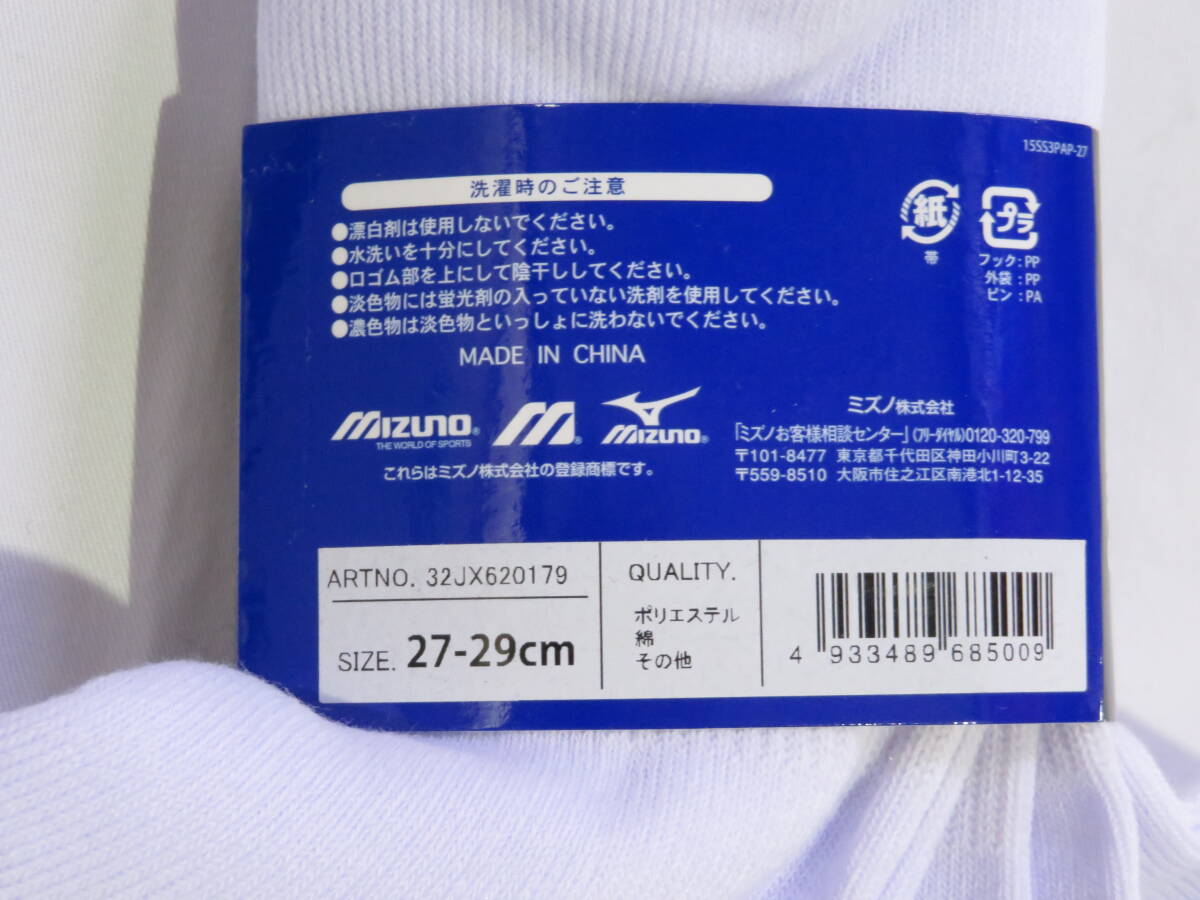 15SS3PAP-27
洗濯時のご注意
●漂白剤は使用しないでください。
●水洗いを十分にしてください。
●口ゴム部を上にして陰干ししてください。
●淡色物には蛍光剤の入っていない洗剤を使用してください。
●濃色物は淡色物といっしょに洗わないでください。
MADE IN CHINA
紙
帯
プラ
フック:PP
外袋:PP
ピン:PA
MIZUNO
THE WORLD OF SPORTS
M®
MIZUNO®
これらはミズノ株式会社の登録商標です。
ミズノ株式会社
「ミズノお客様相談センター」(フリーダイヤル)0120-320-799
〒101-8477 東京都千代田区神田小川町3-22
〒559-8510 大阪市住之江区南港北1-12-35
ARTNO. 32JX620179
SIZE. 27-29cm
QUALITY.
ポリエステル
綿
その他
4 933489 685009